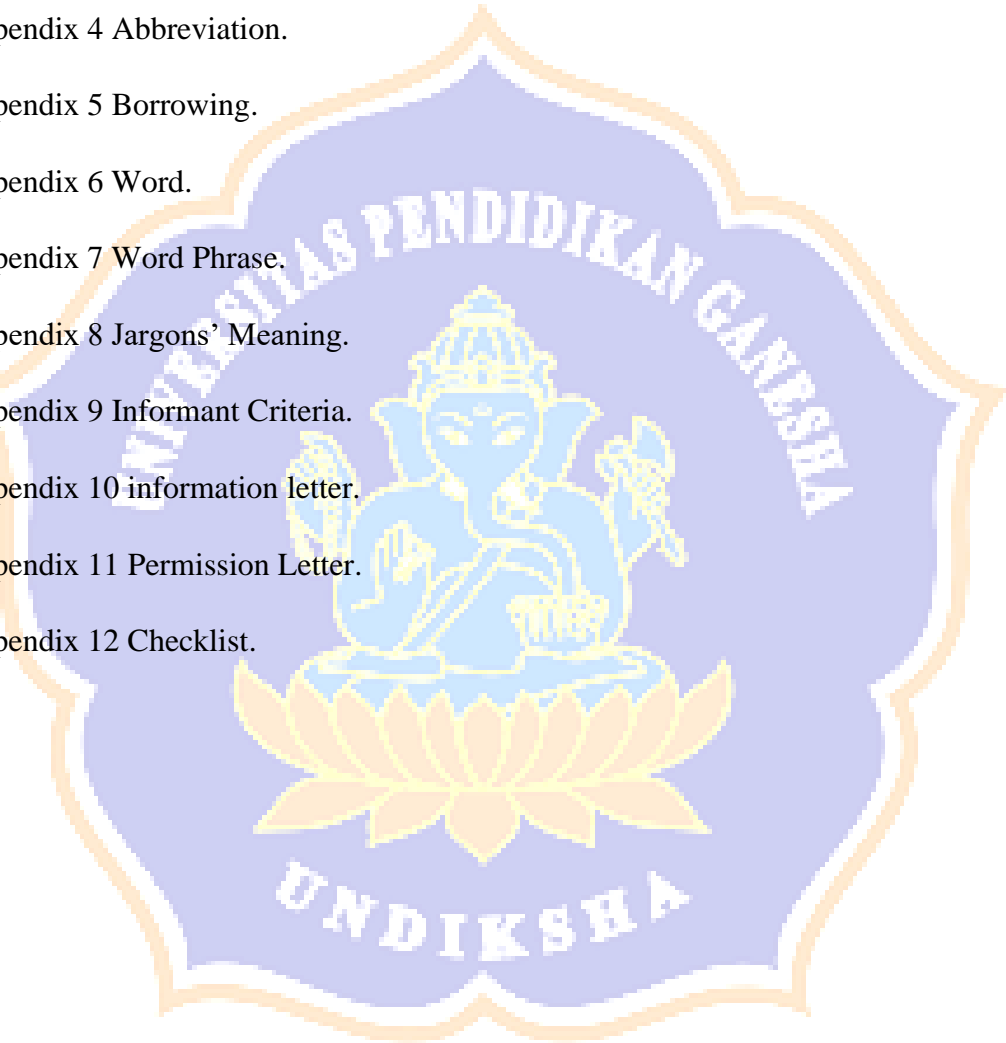 pendix 4 Abbreviation.
pendix 5 Borrowing.
pendix 6 Word.
pendix 7 Word Phrase.
pendix 8 Jargons’ Meaning.
pendix 9 Informant Criteria.
pendix 10 information letter.
pendix 11 Permission Letter.
pendix 12 Checklist.
UNIVERSITAS PENDIDIKAN GANESHA
UNDIKSHA